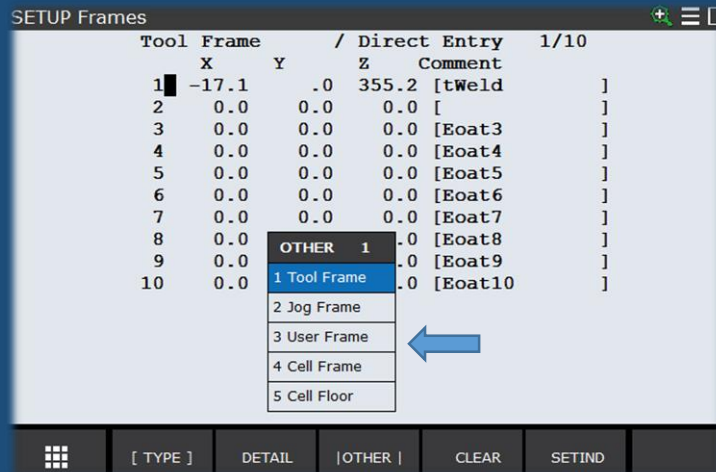 SETUP Frames
Tool Frame / Direct Entry 1/10
X Y Z Comment
1 -17.1 .0 355.2 [tWeld ]
2 0.0 0.0 0.0 [ ]
3 0.0 0.0 0.0 [Eoat3 ]
4 0.0 0.0 0.0 [Eoat4 ]
5 0.0 0.0 0.0 [Eoat5 ]
6 0.0 0.0 0.0 [Eoat6 ]
7 0.0 0.0 0.0 [Eoat7 ]
8 0.0 .0 [Eoat8 ]
9 0.0 .0 [Eoat9 ]
10 0.0 .0 [Eoat10 ]
OTHER 1
1 Tool Frame
2 Jog Frame
3 User Frame
4 Cell Frame
5 Cell Floor
[ TYPE ] DETAIL |OTHER | CLEAR SETIND